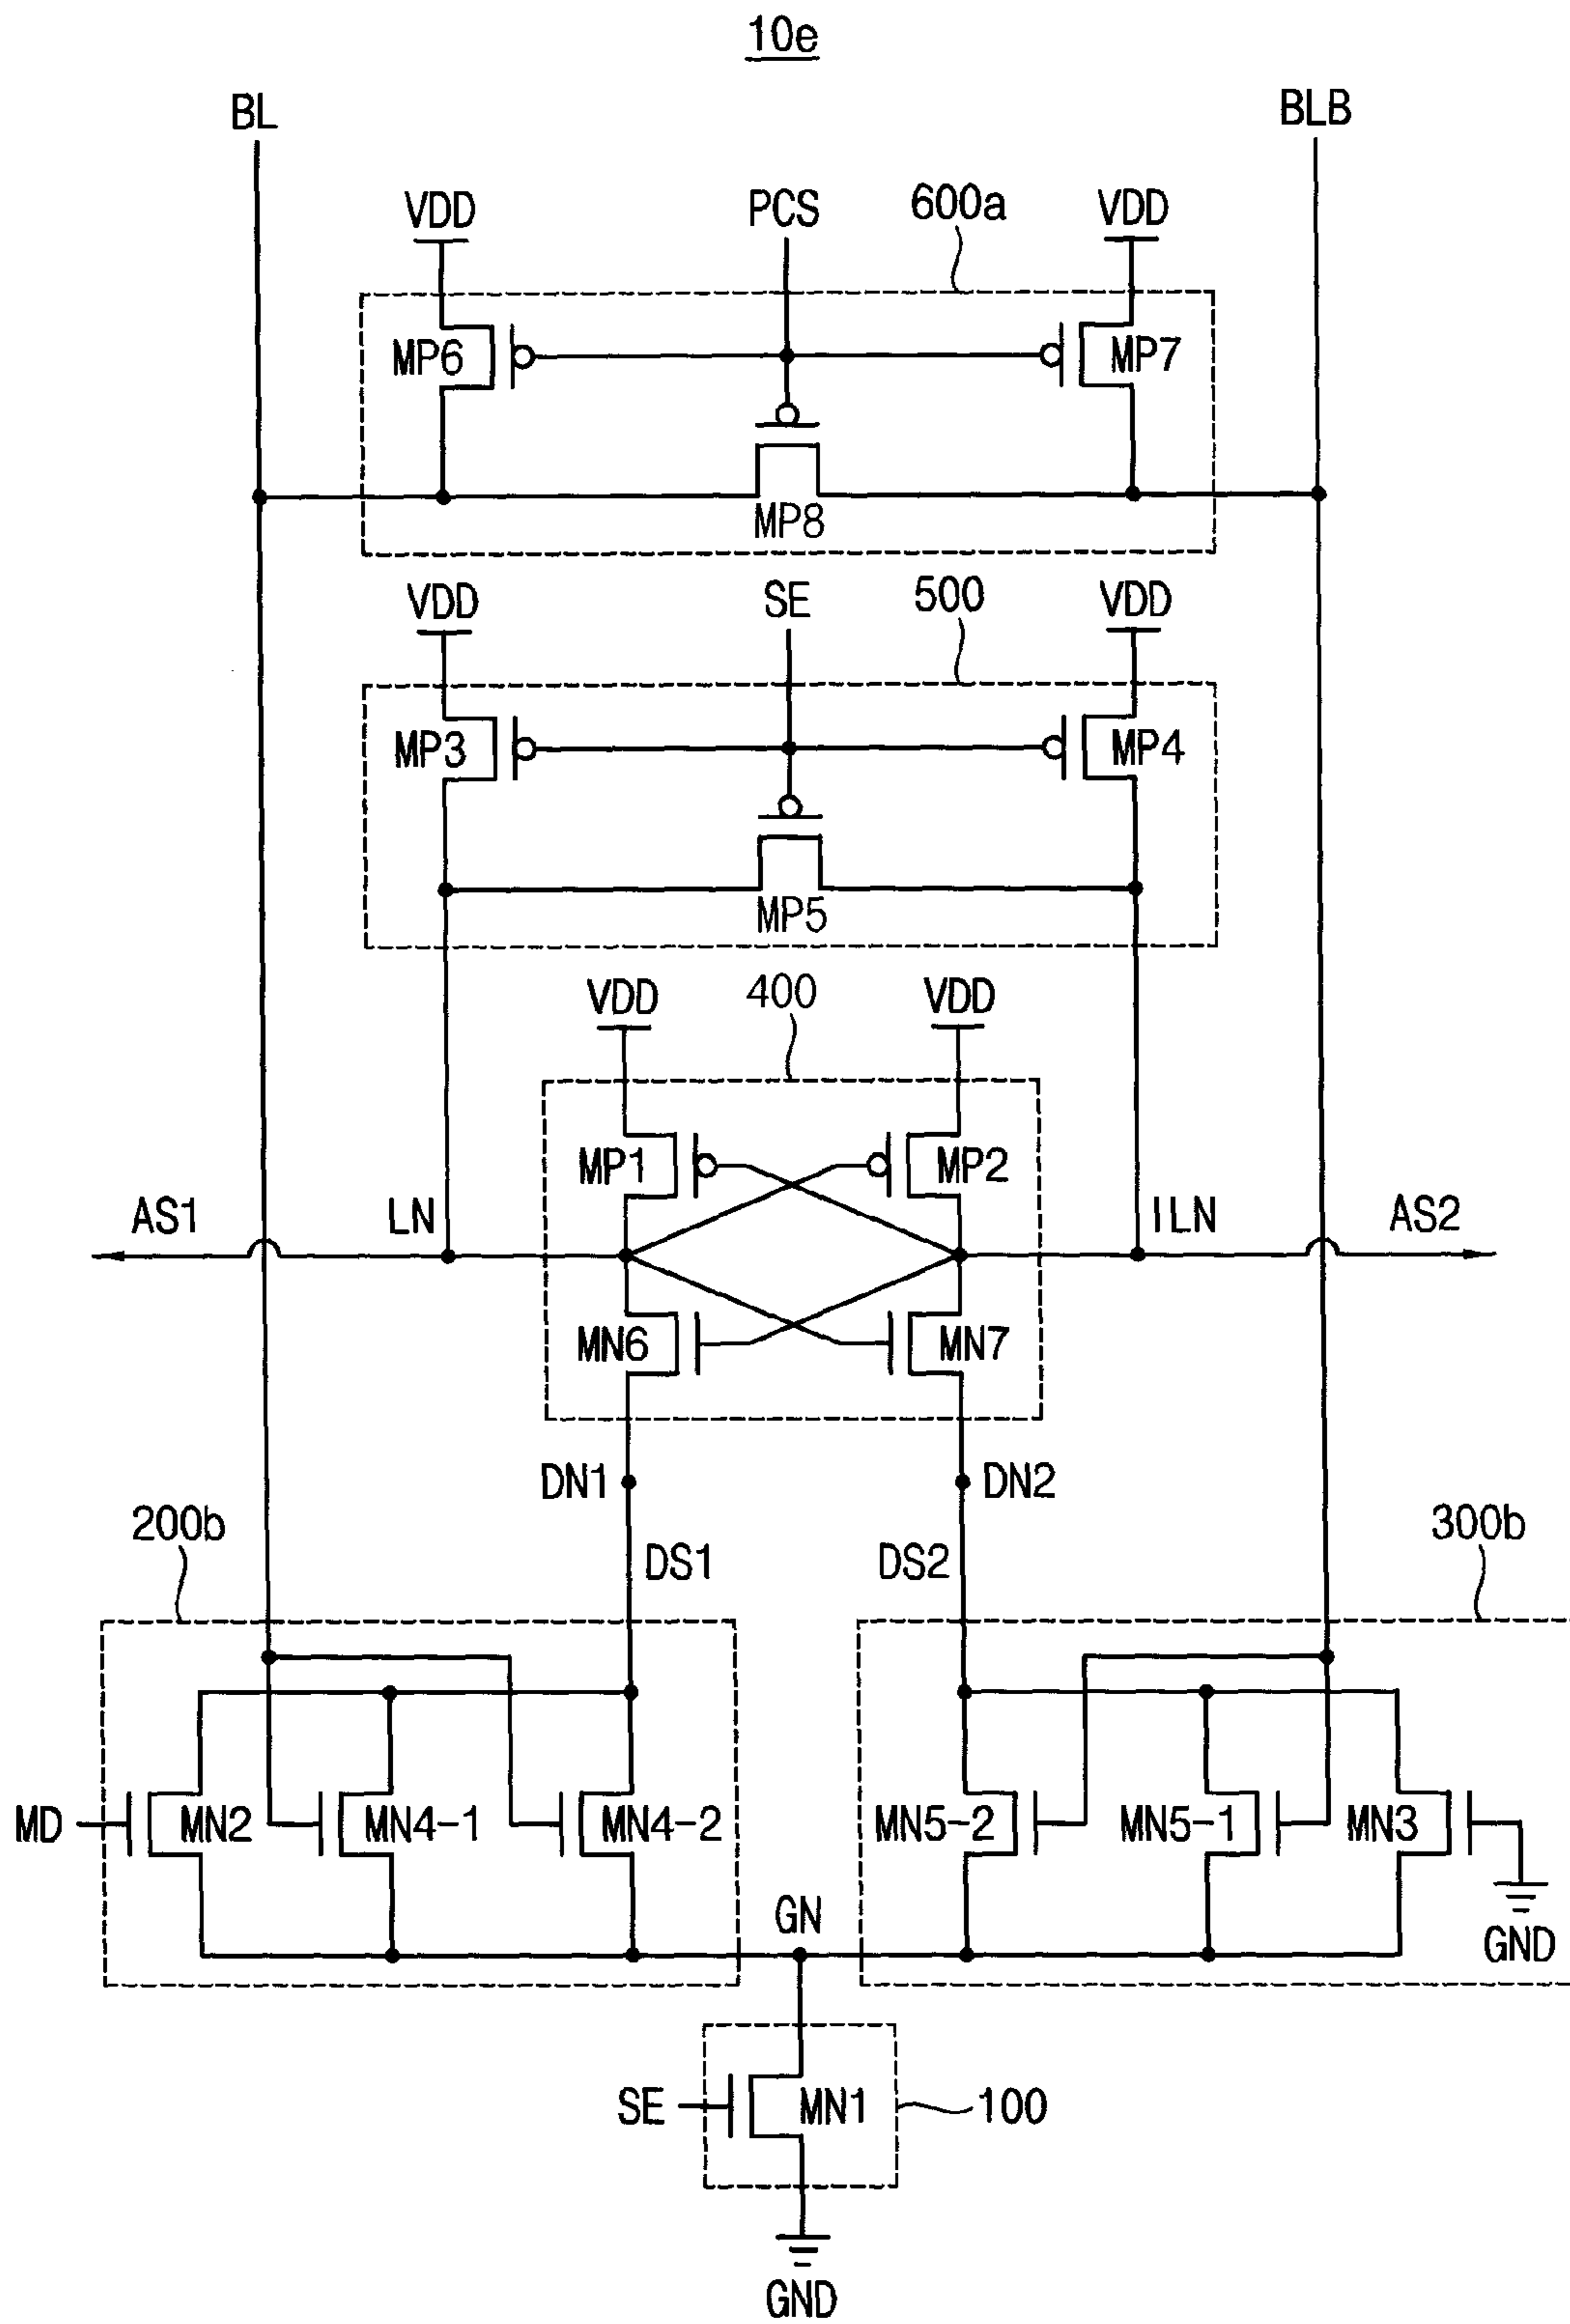 10e
BL
BLB
VDD
PCS
600a
VDD
MP6
MP7
MP8
VDD
SE
500
VDD
MP3
MP4
MP5
VDD
400
VDD
MP1
MP2
AS1
LN
ILN
AS2
MN6
MN7
DN1
DN2
200b
300b
DS1
DS2
MD
MN2
MN4-1
MN4-2
MN5-2
MN5-1
MN3
GN
GND
SE
MN1
100
GND